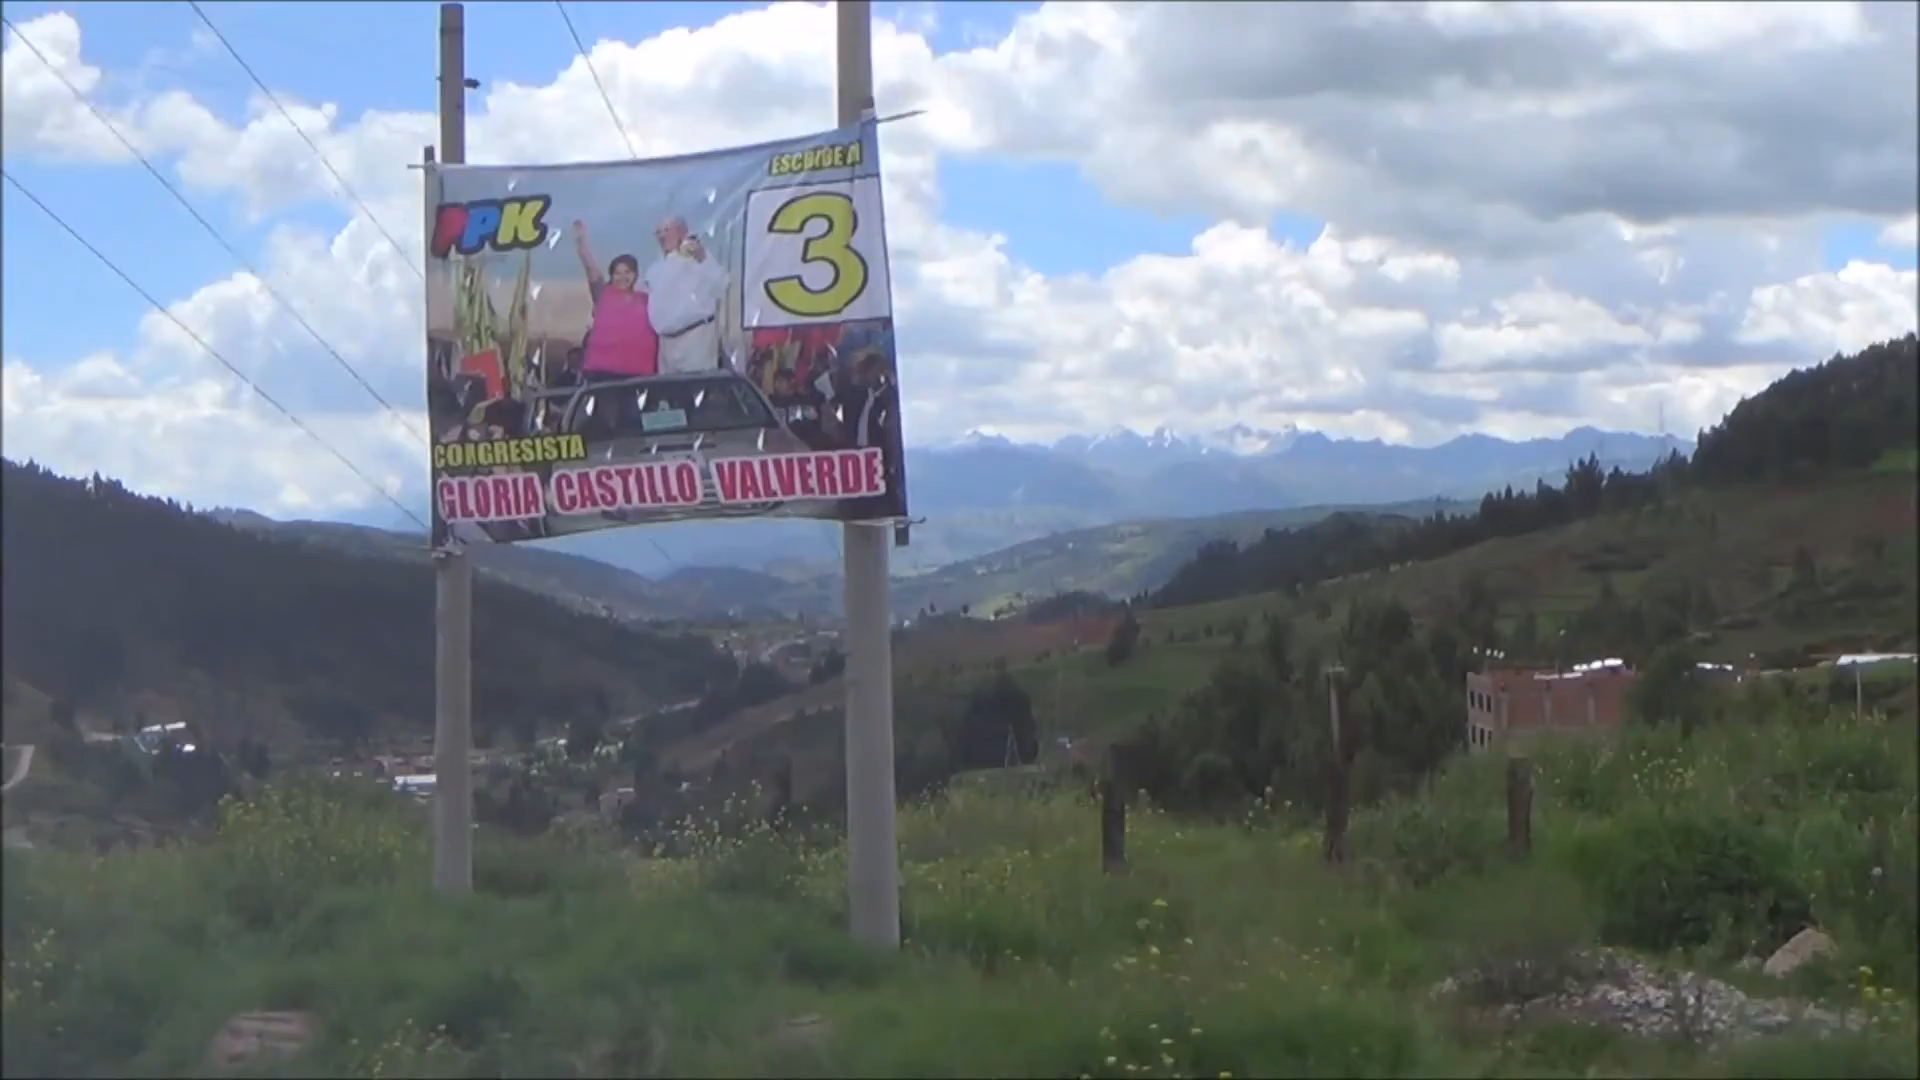 ESCRIBE A
PPK
3
CONGRESISTA
GLORIA CASTILLO VALVERDE